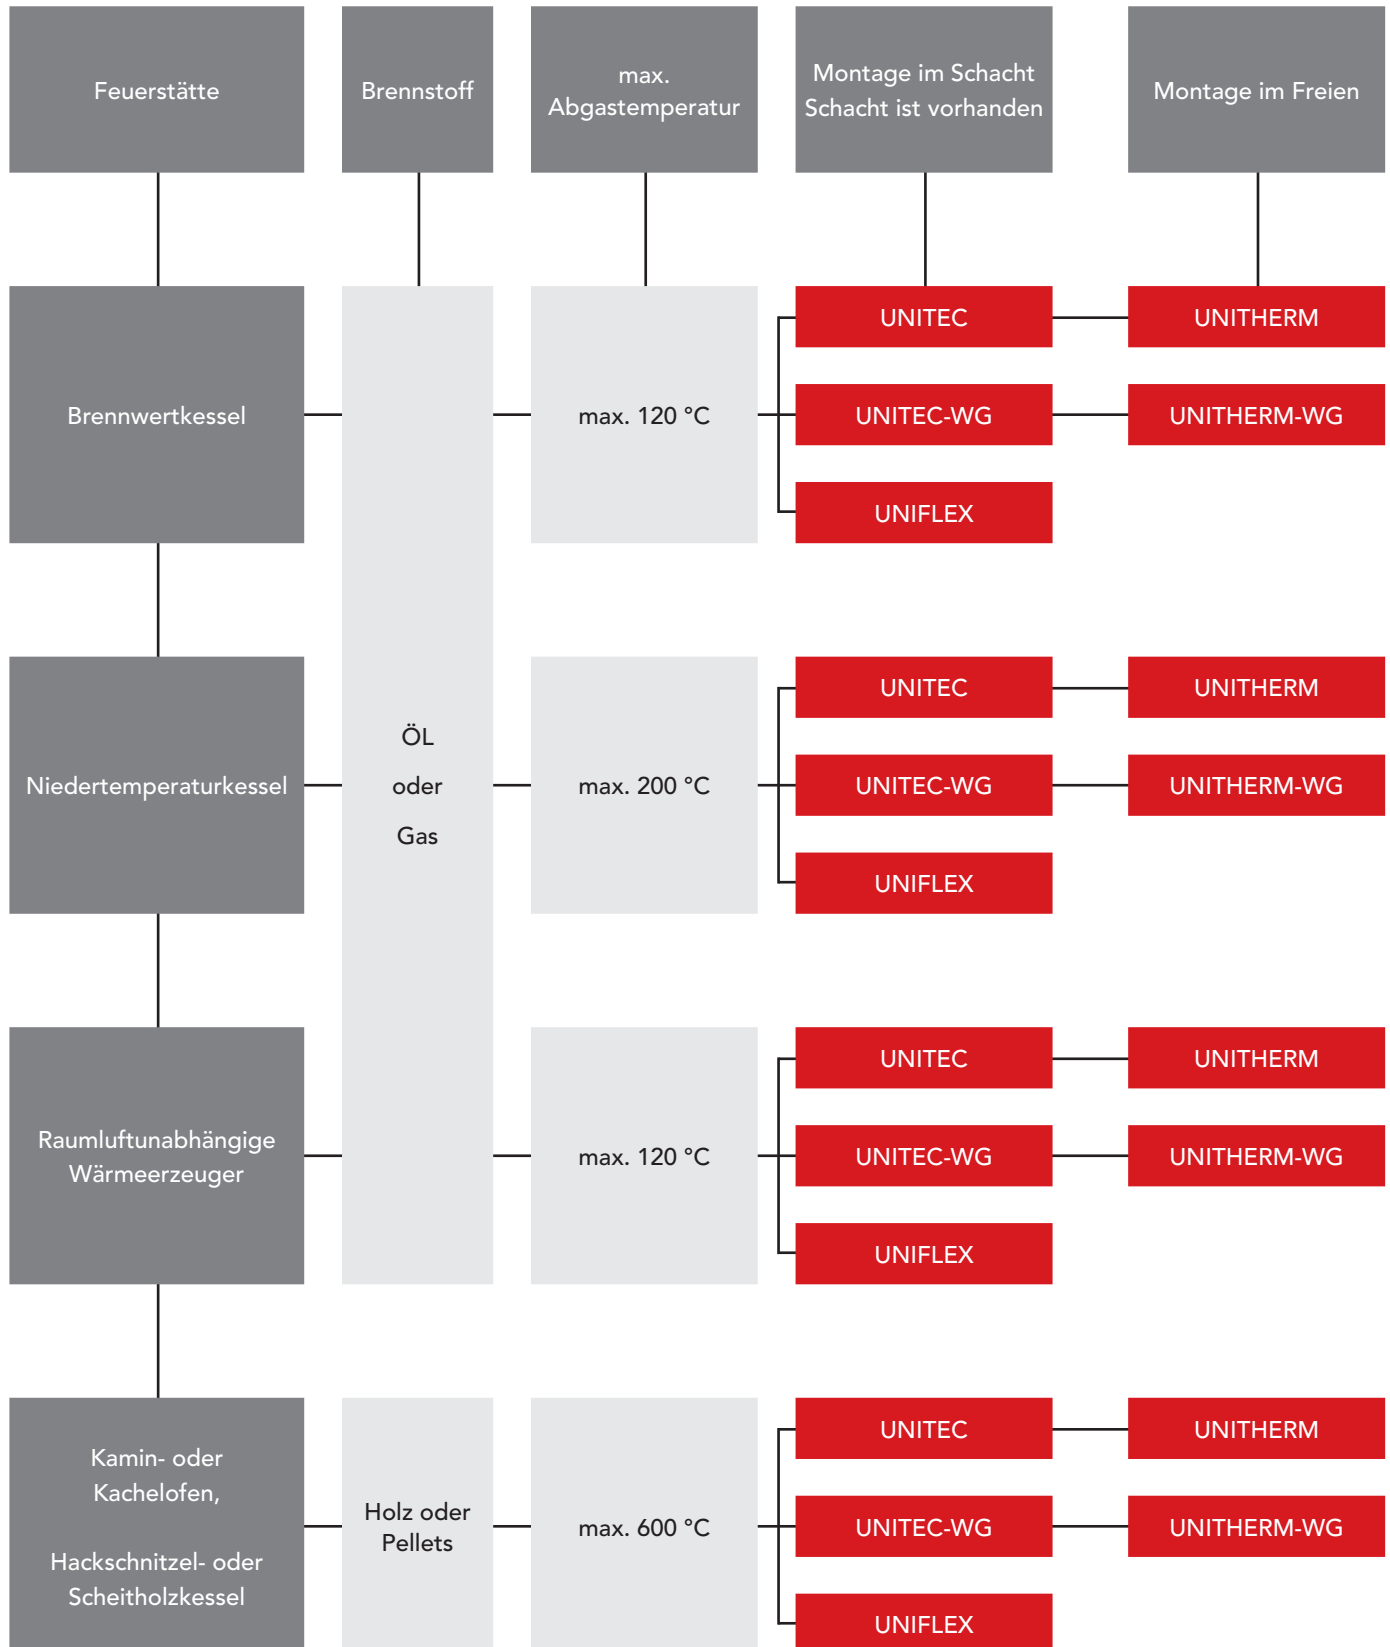 Feuerstätte
Brennstoff
max.
Abgastemperatur
Montage im Schacht
Schacht ist vorhanden
Montage im Freien
Brennwertkessel
ÖL
oder
Gas
max. 120 °C
UNITEC
UNITHERM
UNITEC-WG
UNITHERM-WG
UNIFLEX
Niedertemperaturkessel
max. 200 °C
UNITEC
UNITHERM
UNITEC-WG
UNITHERM-WG
UNIFLEX
Raumluftunabhängige
Wärmeerzeuger
max. 120 °C
UNITEC
UNITHERM
UNITEC-WG
UNITHERM-WG
UNIFLEX
Kamin- oder
Kachelofen,
Hackschnitzel- oder
Scheitholzkessel
Holz oder
Pellets
max. 600 °C
UNITEC
UNITHERM
UNITEC-WG
UNITHERM-WG
UNIFLEX